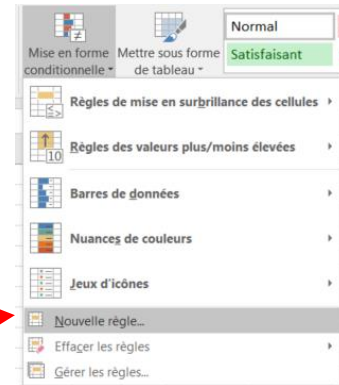 Mise en forme conditionnelle
Mettre sous forme de tableau
Normal
Satisfaisant
Règles de mise en surbrillance des cellules
10
Règles des valeurs plus/moins élevées
Barres de données
Nuances de couleurs
Jeux d'icônes
Nouvelle règle...
Effacer les règles
Gérer les règles...